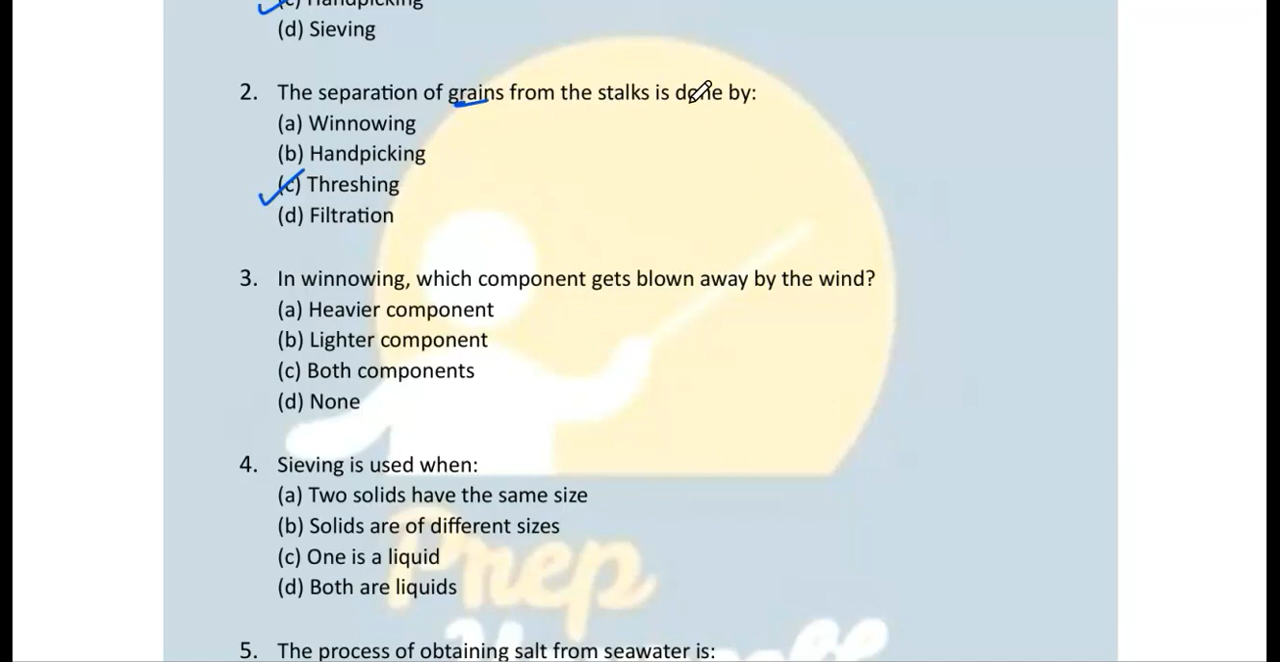 (c) Handpicking
(d) Sieving
2. The separation of grains from the stalks is done by:
(a) Winnowing
(b) Handpicking
(c) Threshing
(d) Filtration
3. In winnowing, which component gets blown away by the wind?
(a) Heavier component
(b) Lighter component
(c) Both components
(d) None
4. Sieving is used when:
(a) Two solids have the same size
(b) Solids are of different sizes
(c) One is a liquid
(d) Both are liquids
Prep
5. The process of obtaining salt from seawater is: